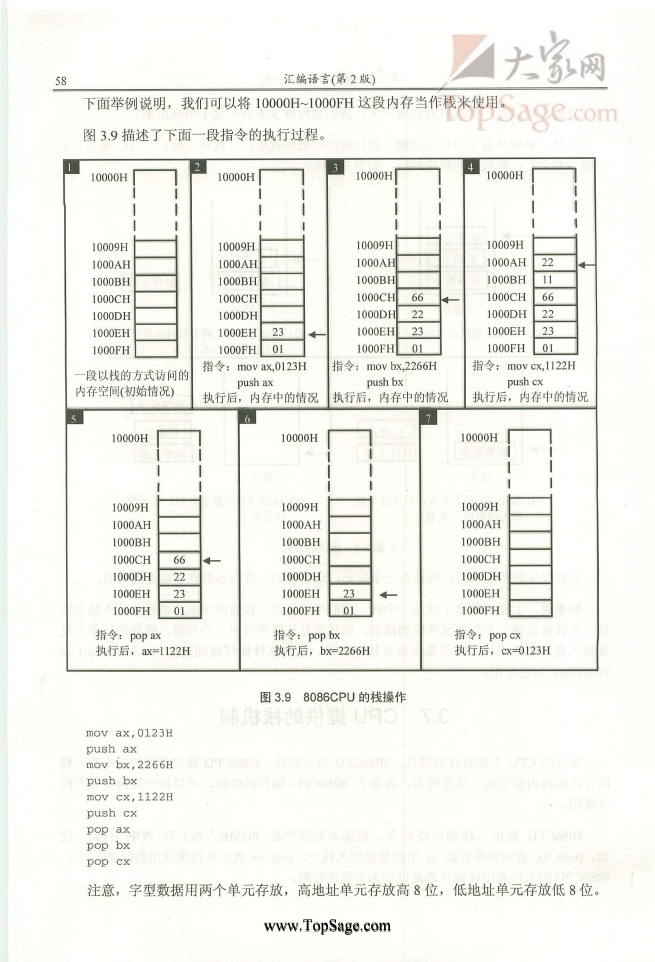 大家网
TopSage.com
58
汇编语言(第 2 版)
下面举例说明，我们可以将 10000H~1000FH 这段内存当作栈来使用。
图 3.9 描述了下面一段指令的执行过程。
1
10000H
10009H
1000AH
1000BH
1000CH
1000DH
1000EH
1000FH
一段以栈的方式访问的
内存空间(初始情况)
2
10000H
10009H
1000AH
1000BH
1000CH
1000DH
1000EH 23
1000FH 01
指令：mov ax,0123H
push ax
执行后，内存中的情况
3
10000H
10009H
1000AH
1000BH
1000CH 66
1000DH 22
1000EH 23
1000FH 01
指令：mov bx,2266H
push bx
执行后，内存中的情况
4
10000H
10009H
1000AH 22
1000BH 11
1000CH 66
1000DH 22
1000EH 23
1000FH 01
指令：mov cx,1122H
push cx
执行后，内存中的情况
5
10000H
10009H
1000AH
1000BH
1000CH 66
1000DH 22
1000EH 23
1000FH 01
指令：pop ax
执行后，ax=1122H
6
10000H
10009H
1000AH
1000BH
1000CH
1000DH
1000EH 23
1000FH 01
指令：pop bx
执行后，bx=2266H
7
10000H
10009H
1000AH
1000BH
1000CH
1000DH
1000EH
1000FH
指令：pop cx
执行后，cx=0123H
图 3.9 8086CPU 的栈操作
mov ax,0123H
push ax
mov bx,2266H
push bx
mov cx,1122H
push cx
pop ax
pop bx
pop cx
注意，字型数据用两个单元存放，高地址单元存放高 8 位，低地址单元存放低 8 位。
www.TopSage.com